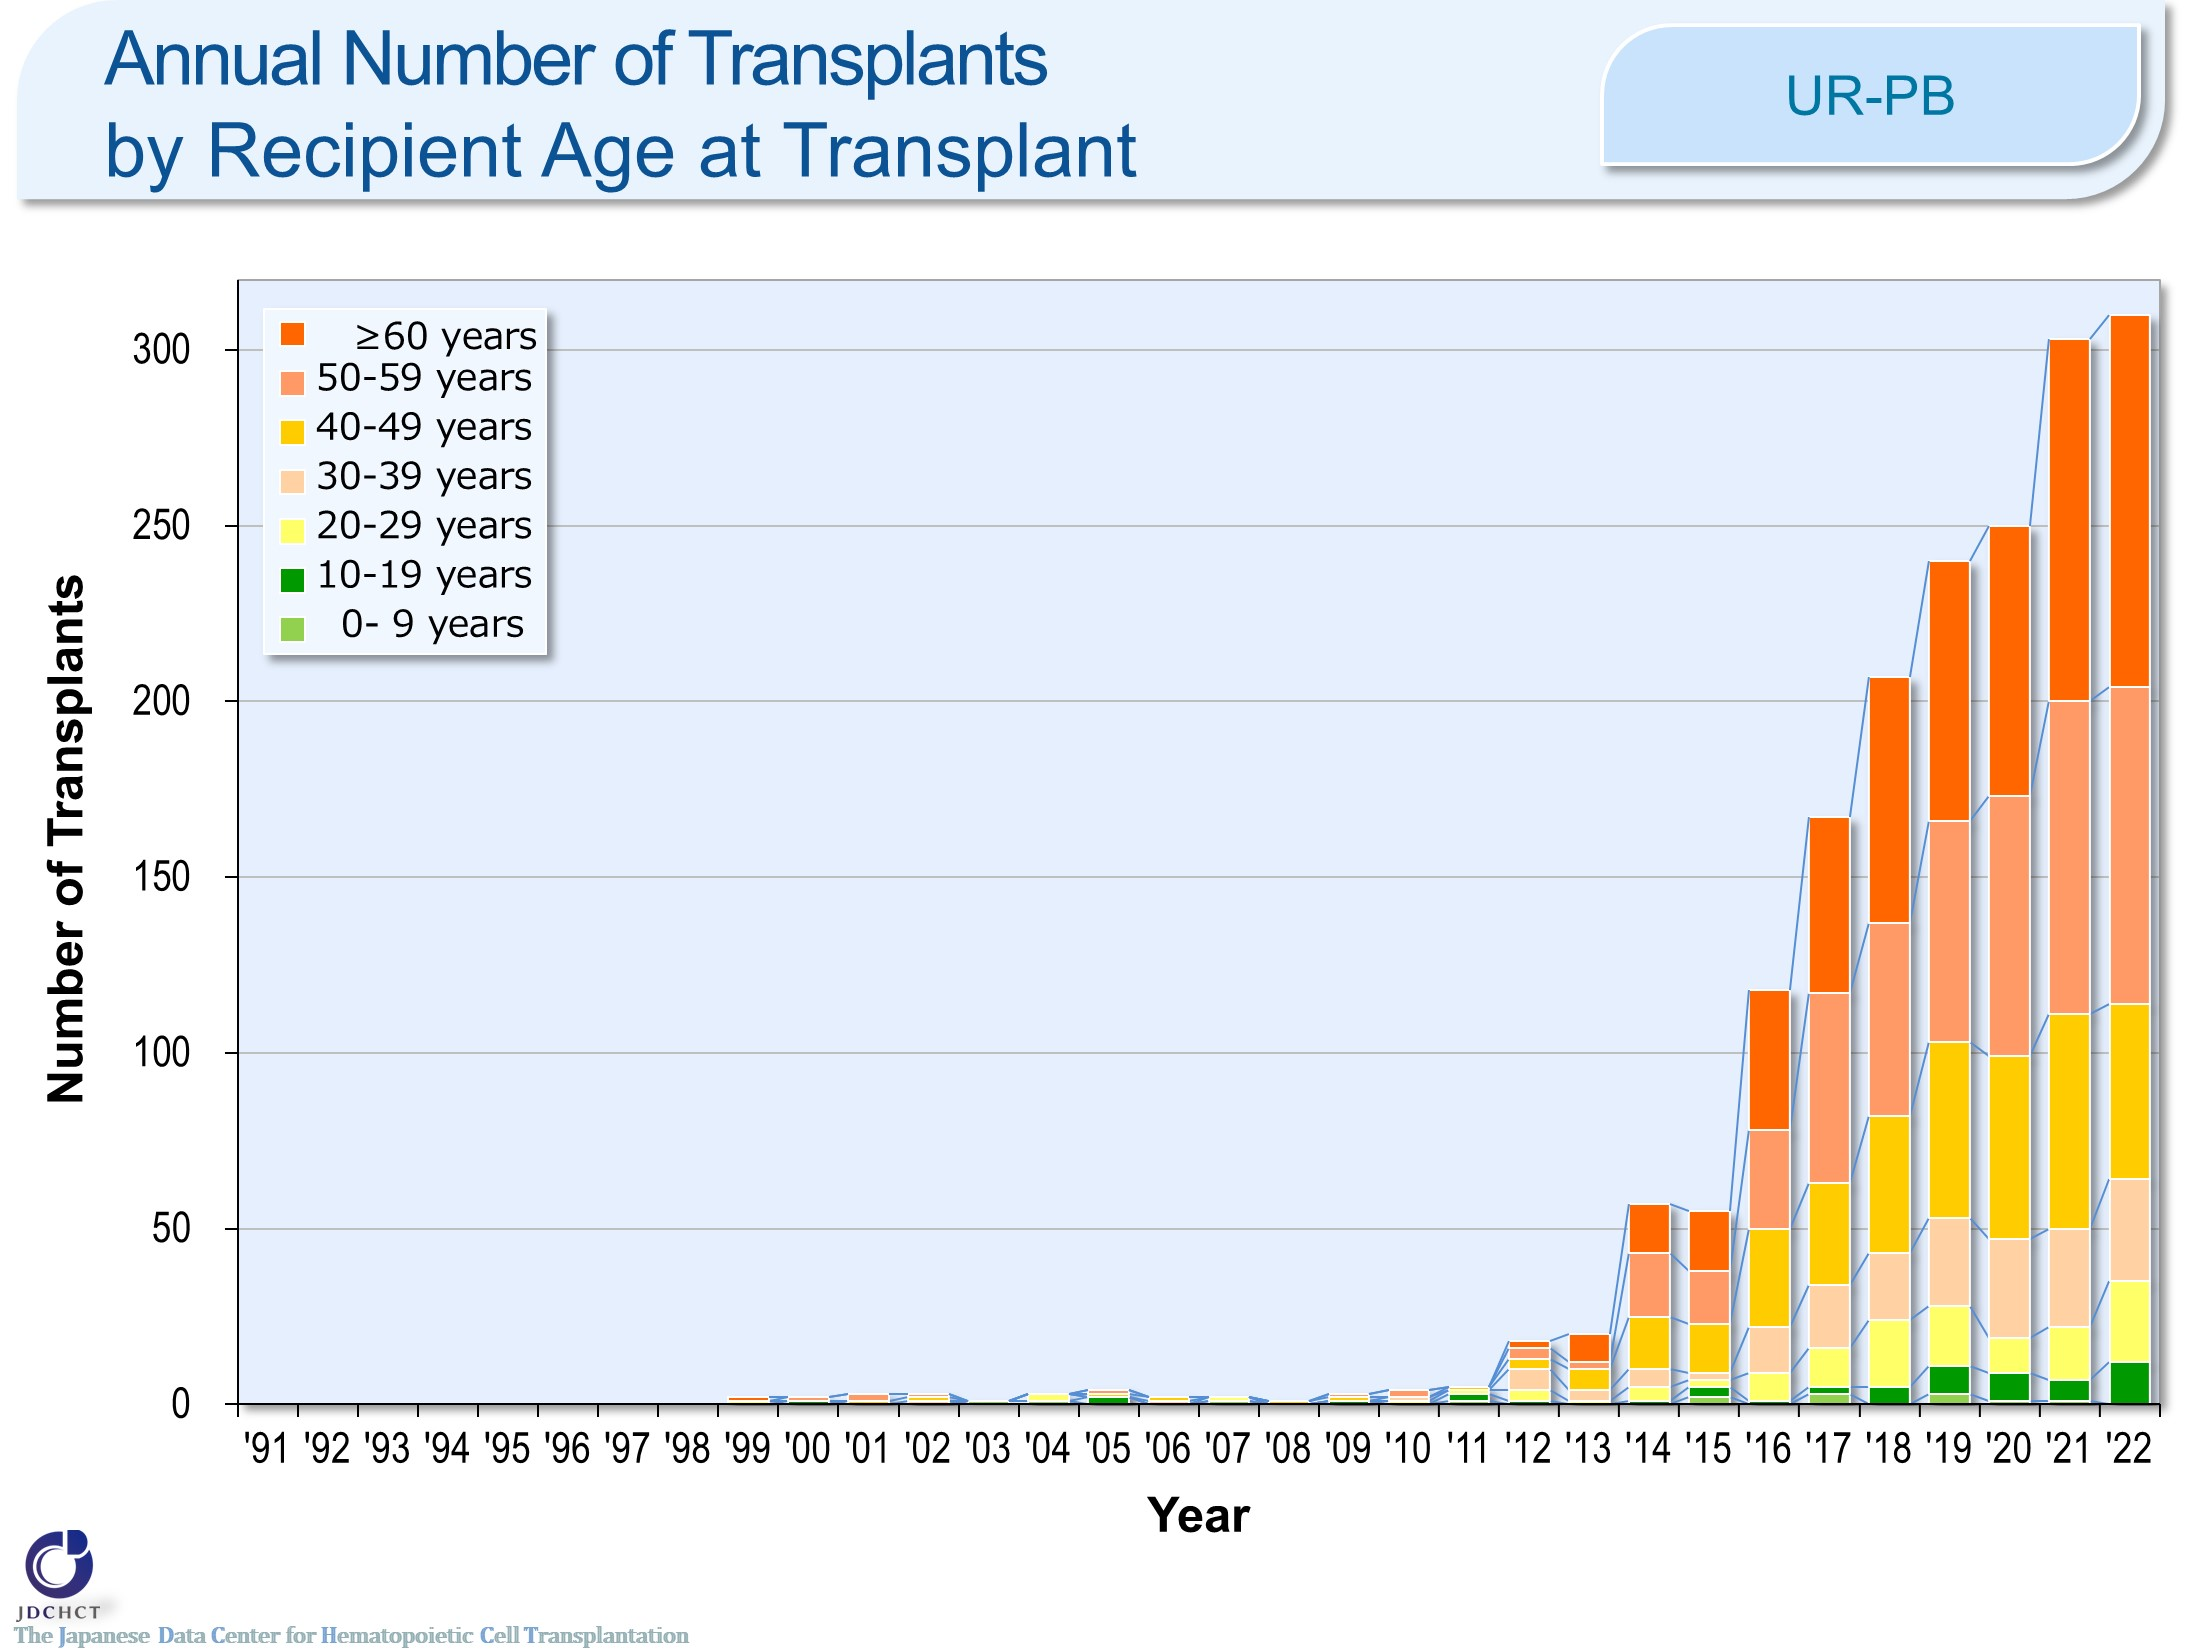 Annual Number of Transplants
by Recipient Age at Transplant
UR-PB
≥60 years
50-59 years
40-49 years
30-39 years
20-29 years
10-19 years
0- 9 years
Number of Transplants
300
250
200
150
100
50
0
'91 '92 '93 '94 '95 '96 '97 '98 '99 '00 '01 '02 '03 '04 '05 '06 '07 '08 '09 '10 '11 '12 '13 '14 '15 '16 '17 '18 '19 '20 '21 '22
Year
JDCHCT
The Japanese Data Center for Hematopoietic Cell Transplantation